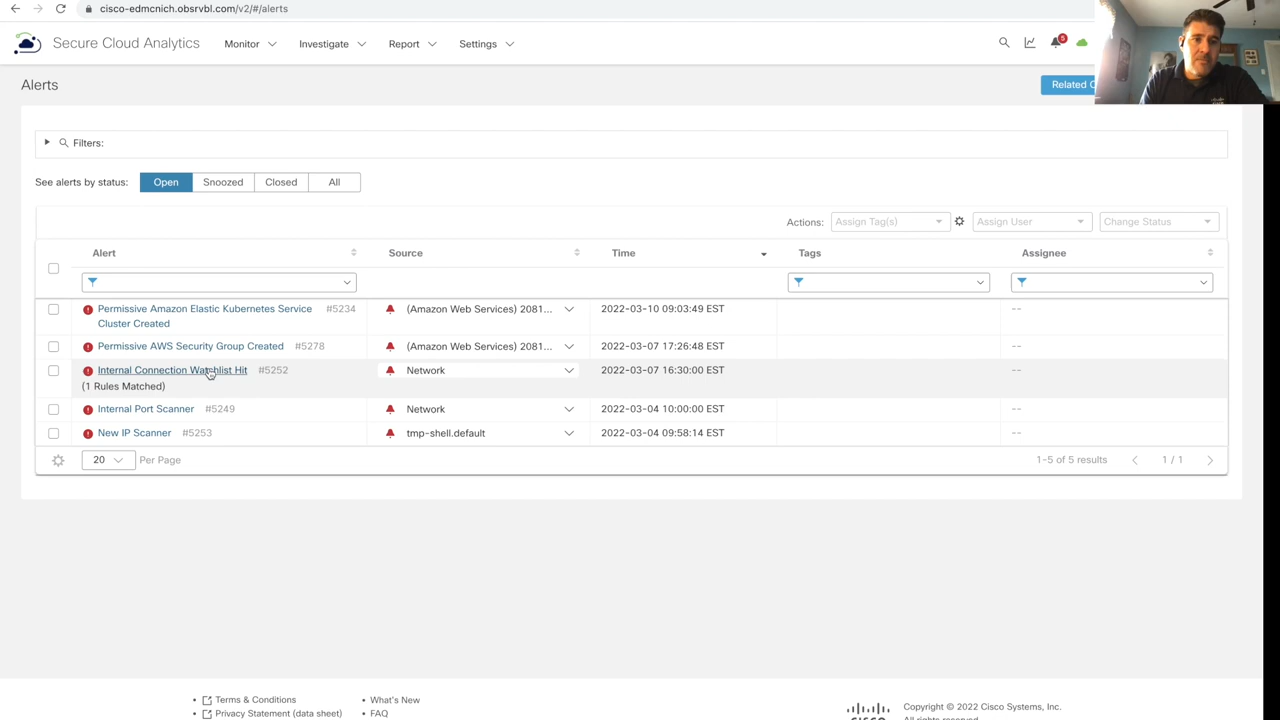 cisco-edmcnich.obsrvbl.com/v2/#/alerts
Secure Cloud Analytics
Monitor
Investigate
Report
Settings
5
Alerts
Related
Filters:
See alerts by status:
Open
Snoozed
Closed
All
Actions:
Assign Tag(s)
Assign User
Change Status
Alert
Source
Time
Tags
Assignee
Permissive Amazon Elastic Kubernetes Service #5234
Cluster Created
(Amazon Web Services) 2081...
2022-03-10 09:03:49 EST
--
Permissive AWS Security Group Created #5278
(Amazon Web Services) 2081...
2022-03-07 17:26:48 EST
--
Internal Connection Watchlist Hit #5252
(1 Rules Matched)
Network
2022-03-07 16:30:00 EST
--
Internal Port Scanner #5249
Network
2022-03-04 10:00:00 EST
--
New IP Scanner #5253
tmp-shell.default
2022-03-04 09:58:14 EST
--
20
Per Page
1-5 of 5 results
1 / 1
Terms & Conditions
Privacy Statement (data sheet)
What's New
FAQ
Copyright © 2022 Cisco Systems, Inc.
All rights reserved